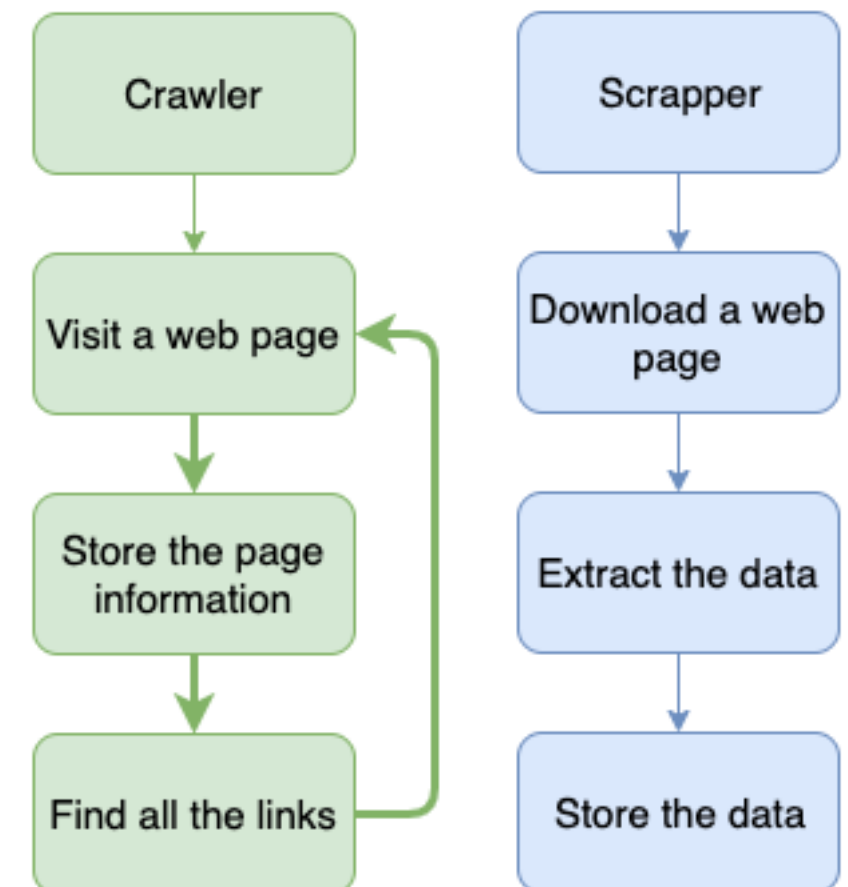 Crawler
Visit a web page
Store the page
information
Find all the links
Scrapper
Download a web
page
Extract the data
Store the data